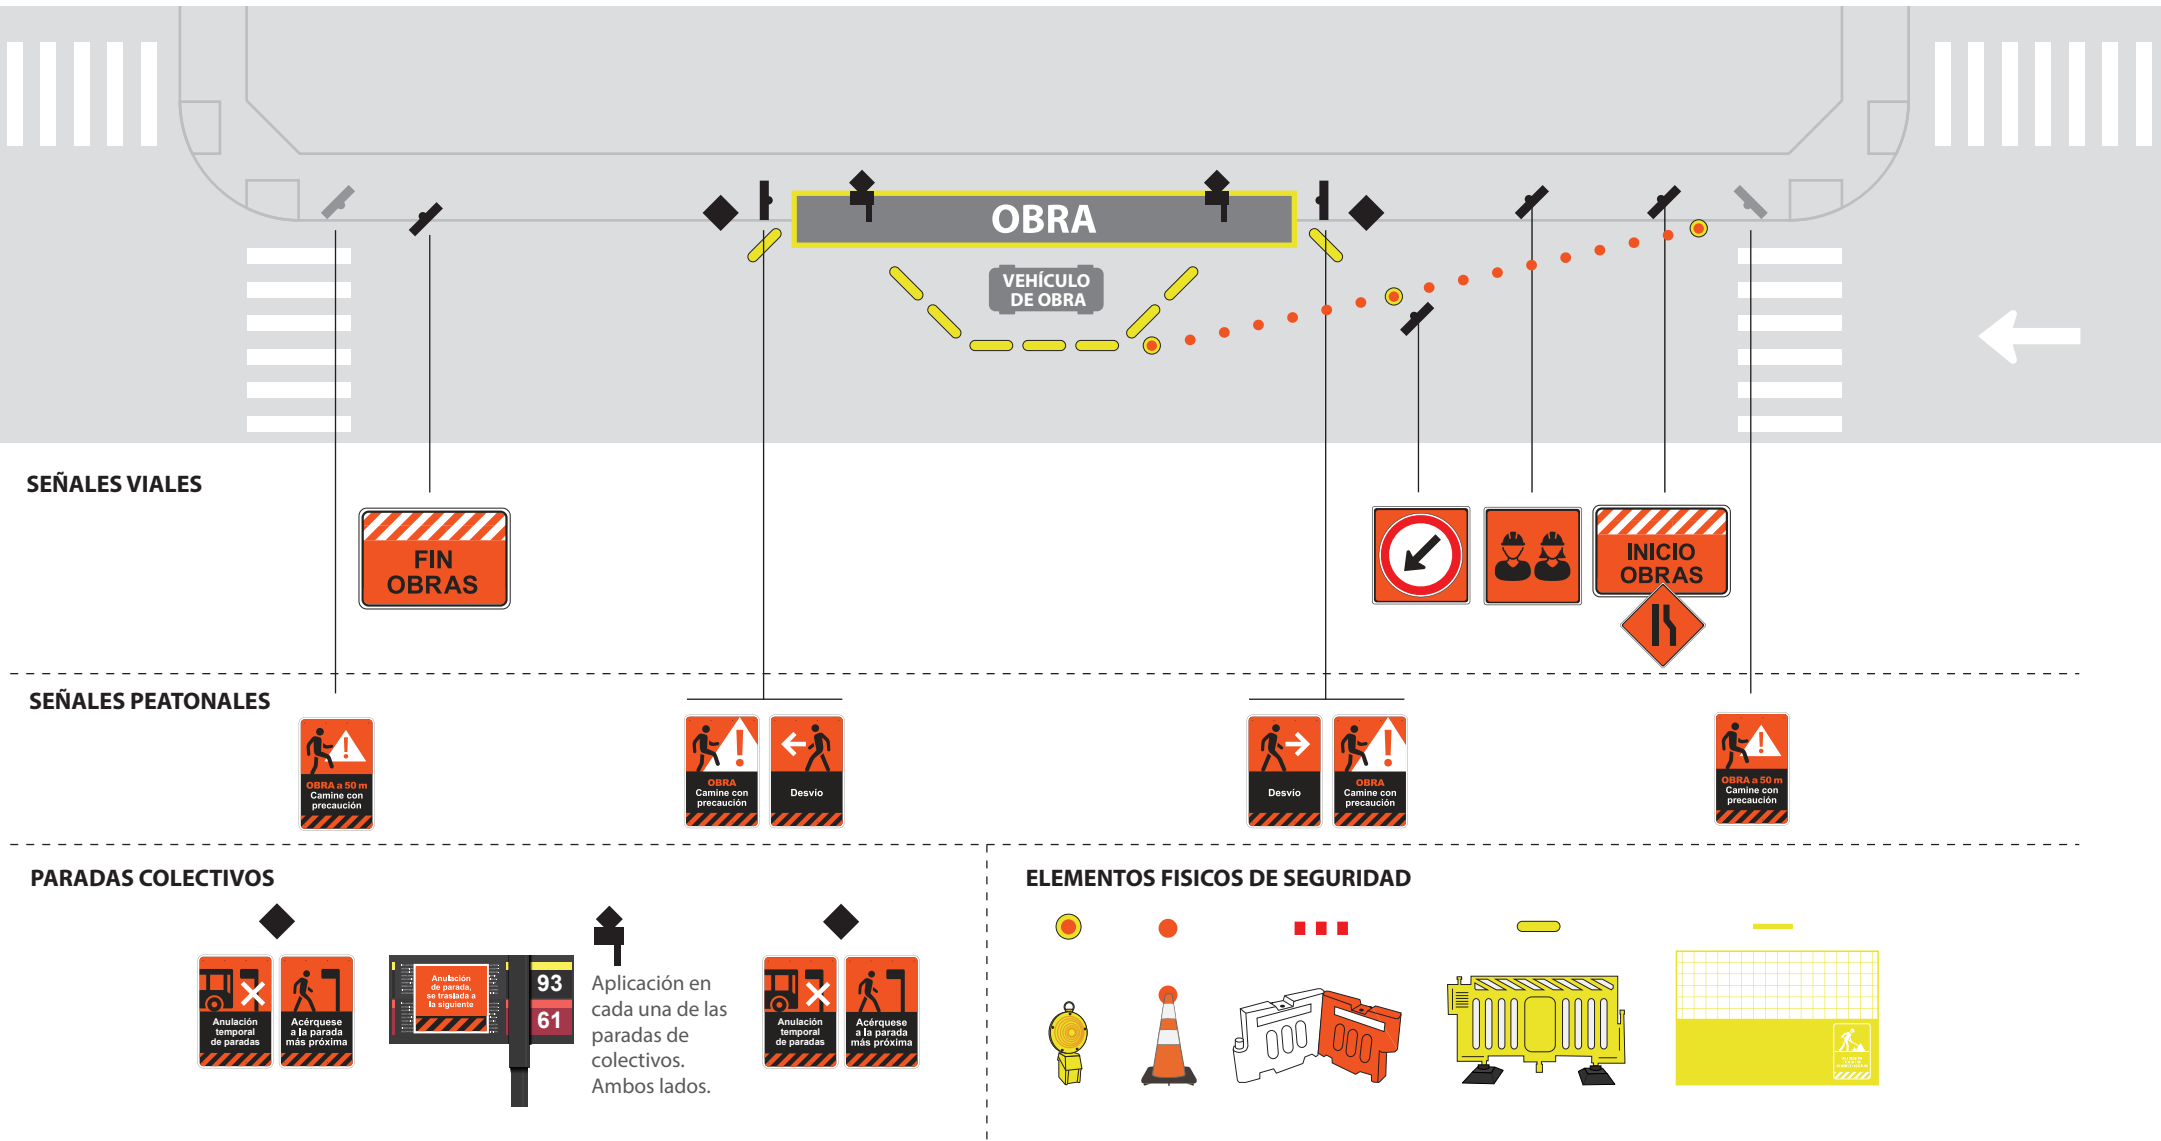 OBRA
VEHÍCULO
DE OBRA
SEÑALES VIALES
FIN
OBRAS
INICIO
OBRAS
SEÑALES PEATONALES
OBRA a 50 m
Camine con
precaución
OBRA
Camine con
precaución
Desvío
Desvío
OBRA
Camine con
precaución
OBRA a 50 m
Camine con
precaución
PARADAS COLECTIVOS
Anulación
temporal
de paradas
Acérquese
a la parada
más próxima
Anulación
de parada,
se traslada a
la siguiente
93
61
Aplicación en
cada una de las
paradas de
colectivos.
Ambos lados.
Anulación
temporal
de paradas
Acérquese
a la parada
más próxima
ELEMENTOS FISICOS DE SEGURIDAD